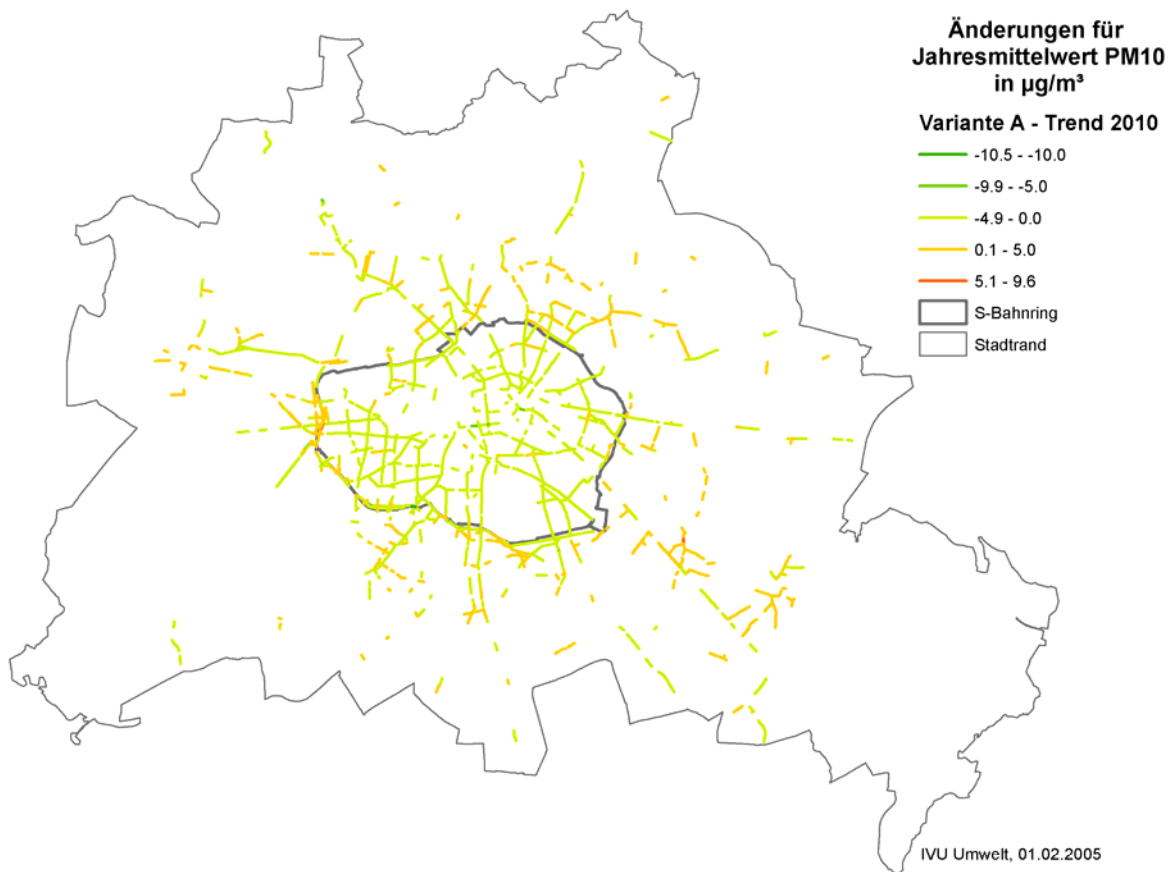 Änderungen für
Jahresmittelwert PM10
in µg/m³
Variante A - Trend 2010
-10.5 - -10.0
-9.9 - -5.0
-4.9 - 0.0
0.1 - 5.0
5.1 - 9.6
S-Bahnring
Stadtrand
IVU Umwelt, 01.02.2005